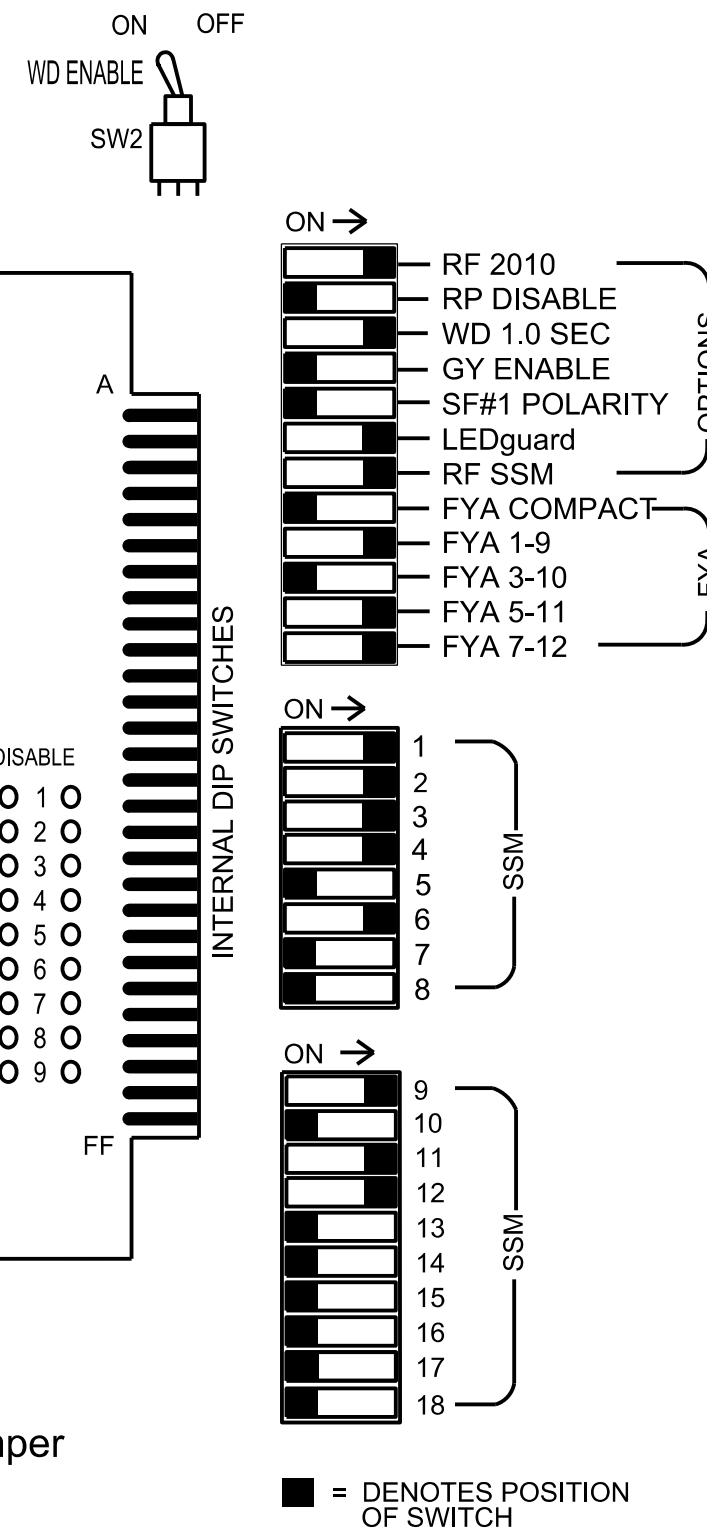 ON OFF
WD ENABLE
SW2
ON
RF 2010
RP DISABLE
WD 1.0 SEC
GY ENABLE
SF#1 POLARITY
LEDguard
RF SSM
FYA COMPACT
FYA 1-9
FYA 3-10
FYA 5-11
FYA 7-12
OPTIONS
FYA
A
FF
INTERNAL DIP SWITCHES
DISABLE
1
2
3
4
5
6
7
8
9
ON
1
2
3
4
5
6
7
8
SSM
ON
9
10
11
12
13
14
15
16
17
18
SSM
= DENOTES POSITION
OF SWITCH